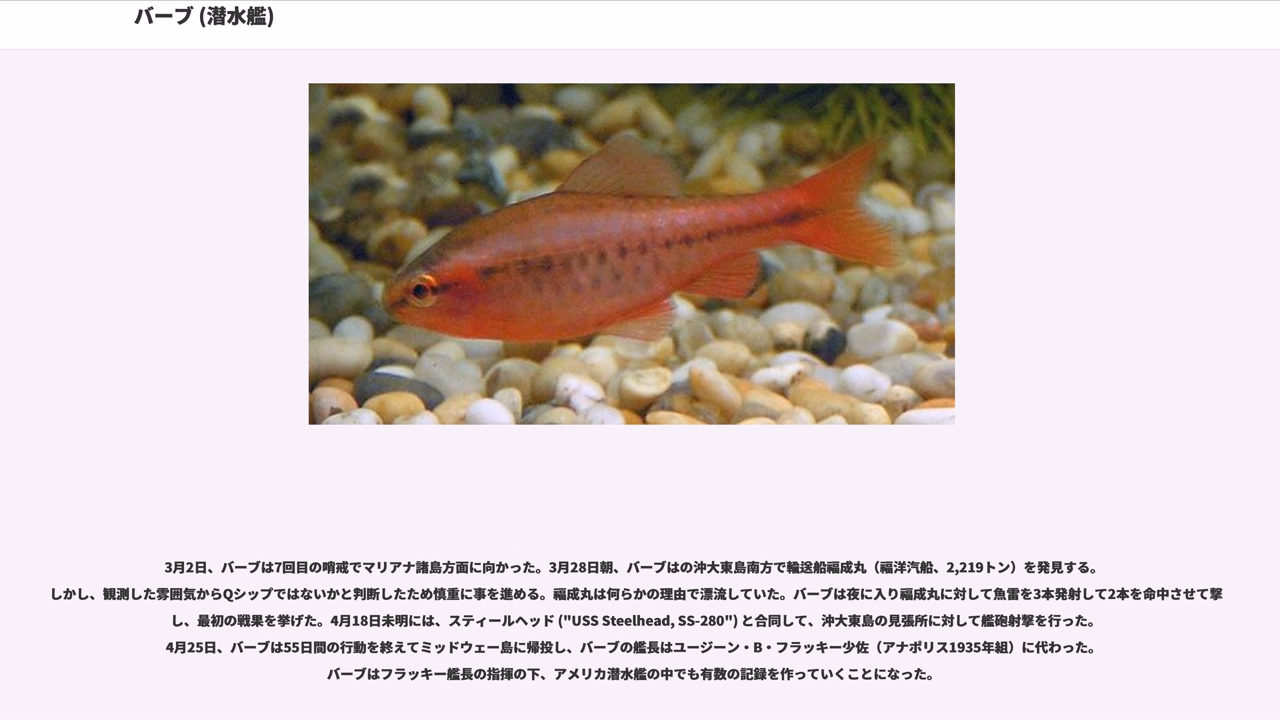 バーブ (潜水艦)
3月2日、バーブは7回目の哨戒でマリアナ諸島方面に向かった。3月28日朝、バーブはの沖大東島南方で輸送船福成丸（福洋汽船、2,219トン）を発見する。
しかし、観測した雰囲気からQシップではないかと判断したため慎重に事を進める。福成丸は何らかの理由で漂流していた。バーブは夜に入り福成丸に対して魚雷を3本発射して2本を命中させて撃
し、最初の戦果を挙げた。4月18日未明には、スティールヘッド ("USS Steelhead, SS-280") と合同して、沖大東島の見張所に対して艦砲射撃を行った。
4月25日、バーブは55日間の行動を終えてミッドウェー島に帰投し、バーブの艦長はユージーン・B・フラッキー少佐（アナポリス1935年組）に代わった。
バーブはフラッキー艦長の指揮の下、アメリカ潜水艦の中でも有数の記録を作っていくことになった。